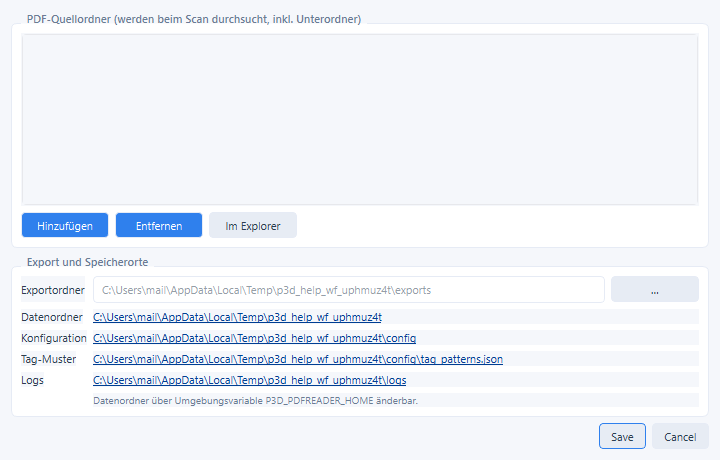 PDF-Quellordner (werden beim Scan durchsucht, inkl. Unterordner)
Hinzufügen Entfernen Im Explorer
Export und Speicherorte
Exportordner C:\Users\mail\AppData\Local\Temp\p3d_help_wf_uphmuz4t\exports ...
Datenordner C:\Users\mail\AppData\Local\Temp\p3d_help_wf_uphmuz4t
Konfiguration C:\Users\mail\AppData\Local\Temp\p3d_help_wf_uphmuz4t\config
Tag-Muster C:\Users\mail\AppData\Local\Temp\p3d_help_wf_uphmuz4t\config\tag_patterns.json
Logs C:\Users\mail\AppData\Local\Temp\p3d_help_wf_uphmuz4t\logs
Datenordner über Umgebungsvariable P3D_PDFREADER_HOME änderbar.
Save Cancel